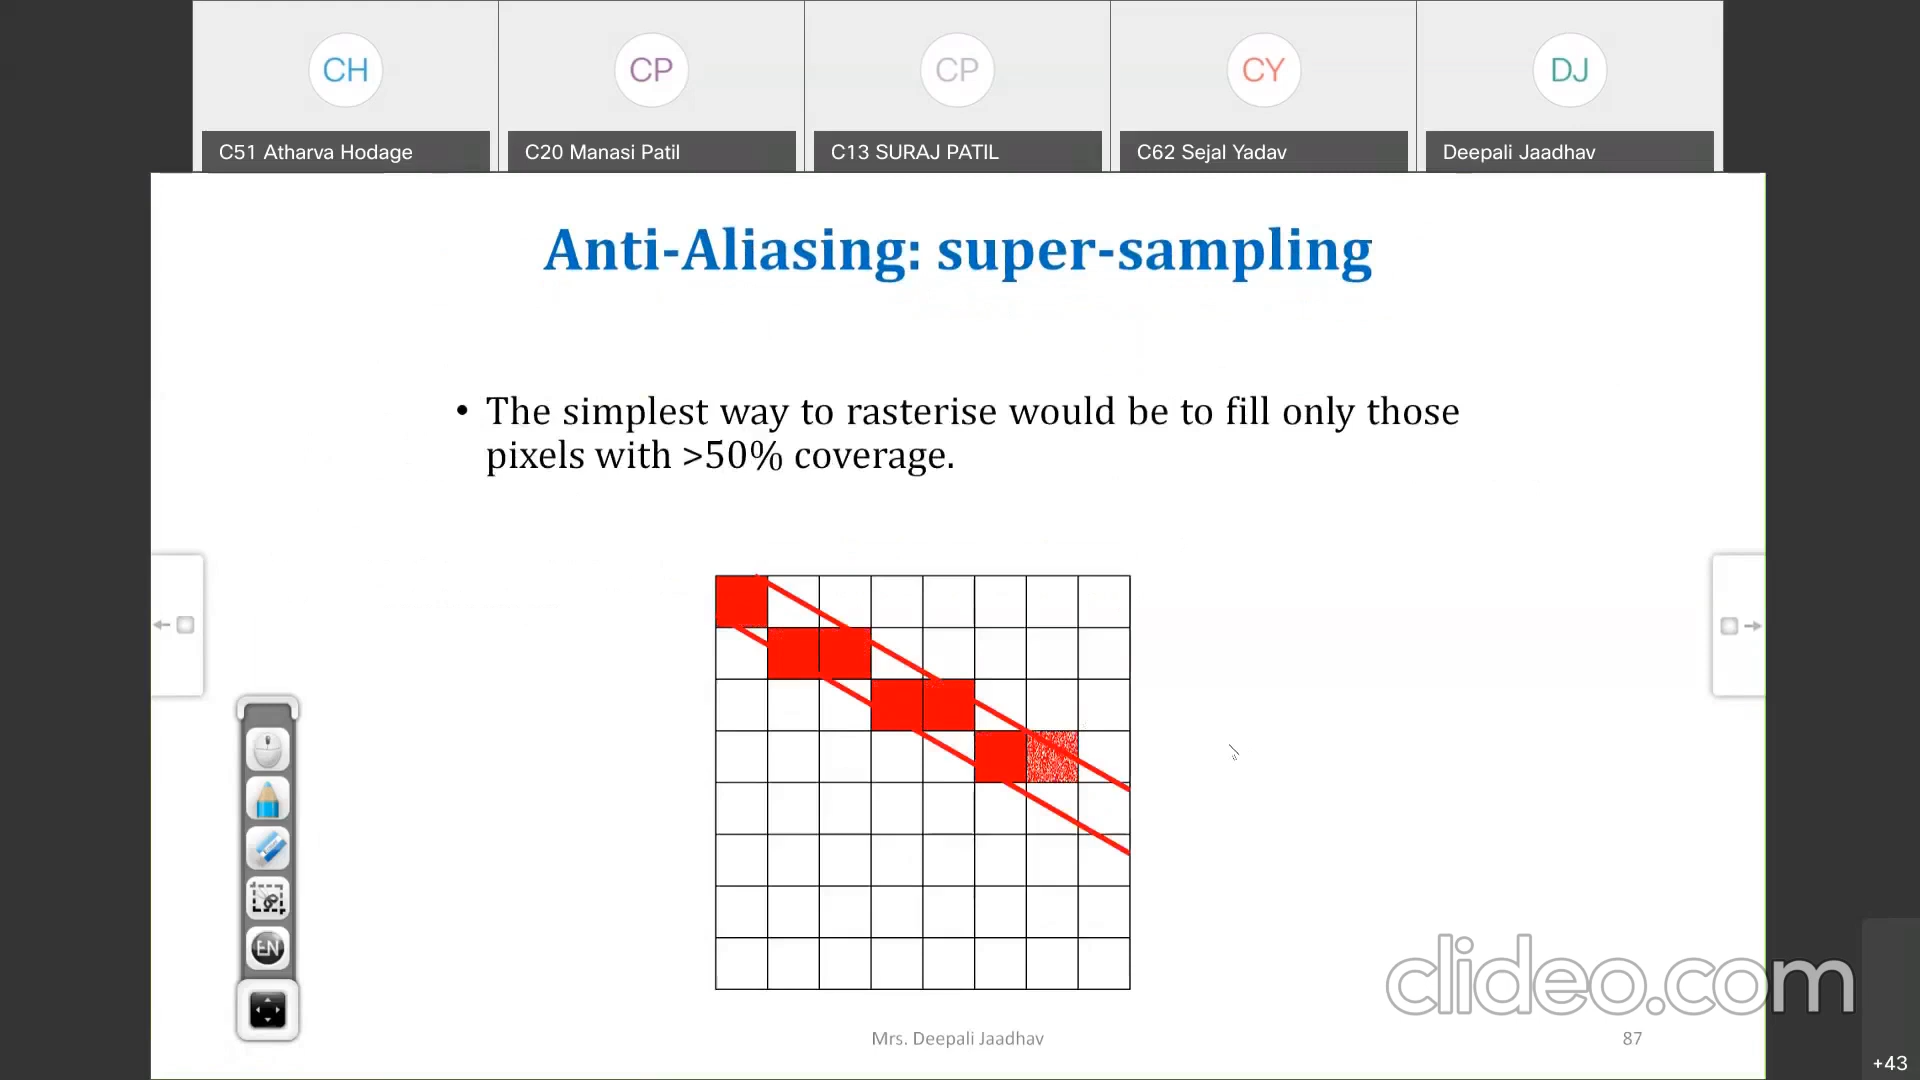 CH
CP
CP
CY
DJ
C51 Atharva Hodage
C20 Manasi Patil
C13 SURAJ PATIL
C62 Sejal Yadav
Deepali Jaadhav
Anti-Aliasing: super-sampling
• The simplest way to rasterise would be to fill only those
pixels with >50% coverage.
EN
clideo.com
Mrs. Deepali Jaadhav
87
+43